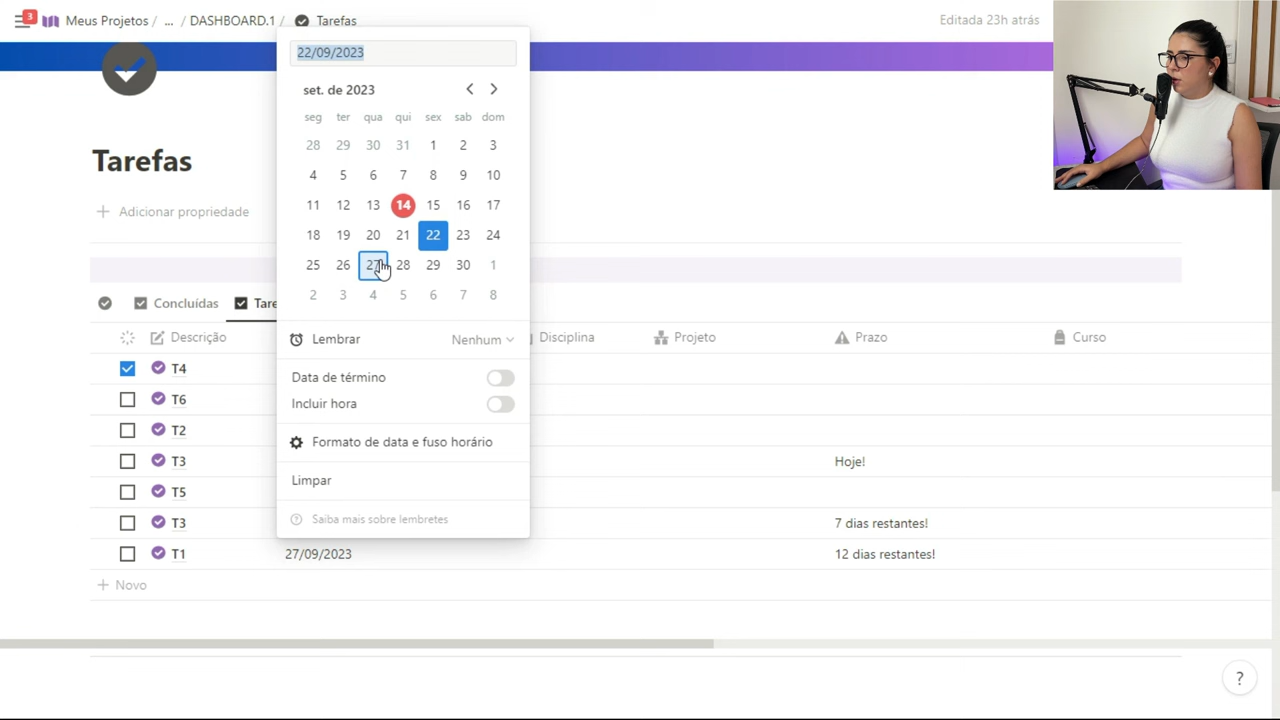 3 Meus Projetos / ... / DASHBOARD.1 / Tarefas
Editada 23h atrás
22/09/2023
set. de 2023
seg ter qua qui sex sab dom
28 29 30 31 1 2 3
4 5 6 7 8 9 10
11 12 13 14 15 16 17
18 19 20 21 22 23 24
25 26 27 28 29 30 1
2 3 4 5 6 7 8
Lembrar Nenhum
Data de término
Incluir hora
Formato de data e fuso horário
Limpar
Saiba mais sobre lembretes
Tarefas
Adicionar propriedade
Concluídas Tare
Descrição Disciplina Projeto Prazo Curso
T4
T6
T2
T3 Hoje!
T5
T3 7 dias restantes!
T1 27/09/2023 12 dias restantes!
+ Novo
?